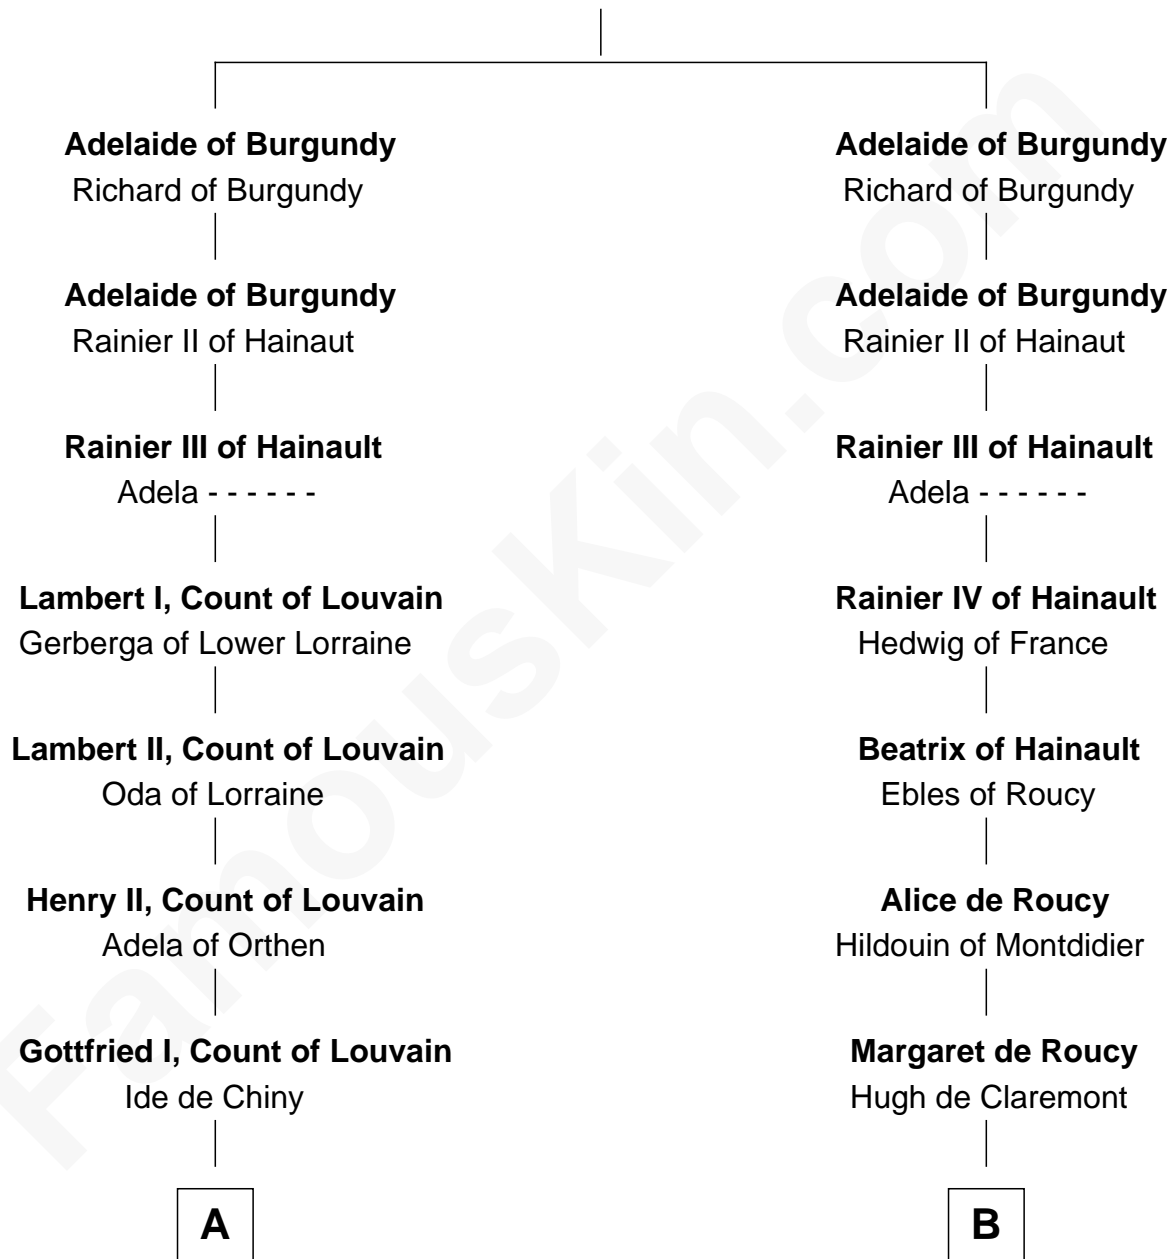 Adelaide of Burgundy
Richard of Burgundy
Adelaide of Burgundy
Rainier II of Hainaut
Rainier III of Hainault
Adela - - - - - -
Lambert I, Count of Louvain
Gerberga of Lower Lorraine
Lambert II, Count of Louvain
Oda of Lorraine
Henry II, Count of Louvain
Adela of Orthen
Gottfried I, Count of Louvain
Ide de Chiny
A
Adelaide of Burgundy
Richard of Burgundy
Adelaide of Burgundy
Rainier II of Hainaut
Rainier III of Hainault
Adela - - - - - -
Rainier IV of Hainault
Hedwig of France
Beatrix of Hainault
Ebles of Roucy
Alice de Roucy
Hildouin of Montdidier
Margaret de Roucy
Hugh de Claremont
B
FamousKin.com